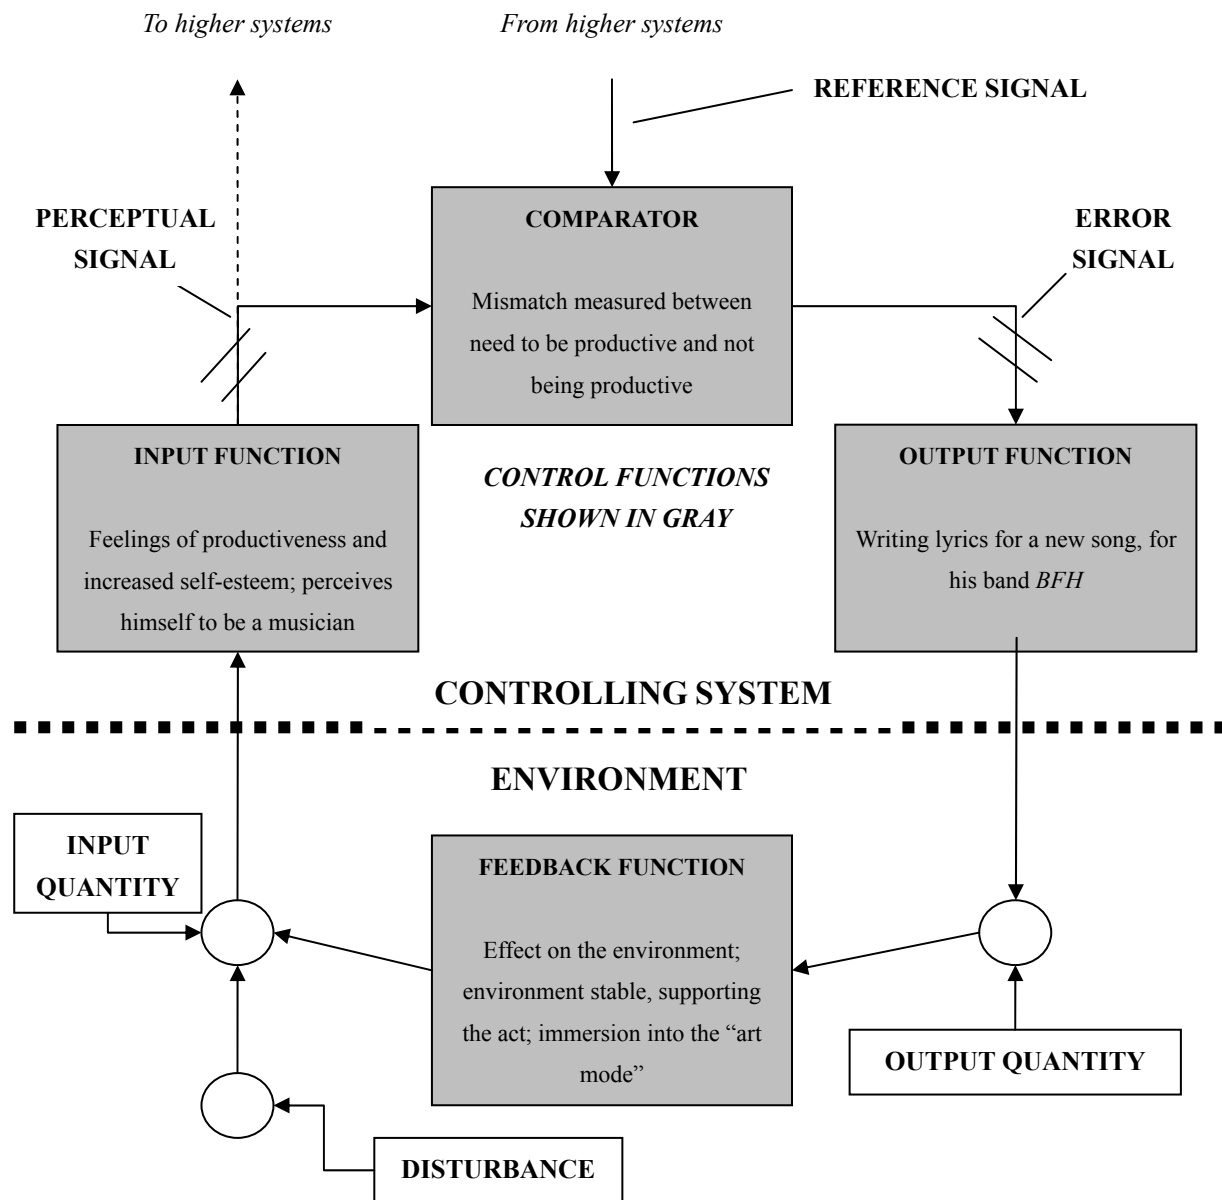 To higher systems
From higher systems
REFERENCE SIGNAL
PERCEPTUAL
SIGNAL
COMPARATOR
Mismatch measured between
need to be productive and not
being productive
ERROR
SIGNAL
INPUT FUNCTION
Feelings of productiveness and
increased self-esteem; perceives
himself to be a musician
CONTROL FUNCTIONS
SHOWN IN GRAY
OUTPUT FUNCTION
Writing lyrics for a new song, for
his band BFH
CONTROLLING SYSTEM
ENVIRONMENT
INPUT
QUANTITY
FEEDBACK FUNCTION
Effect on the environment;
environment stable, supporting
the act; immersion into the “art
mode”
OUTPUT QUANTITY
DISTURBANCE